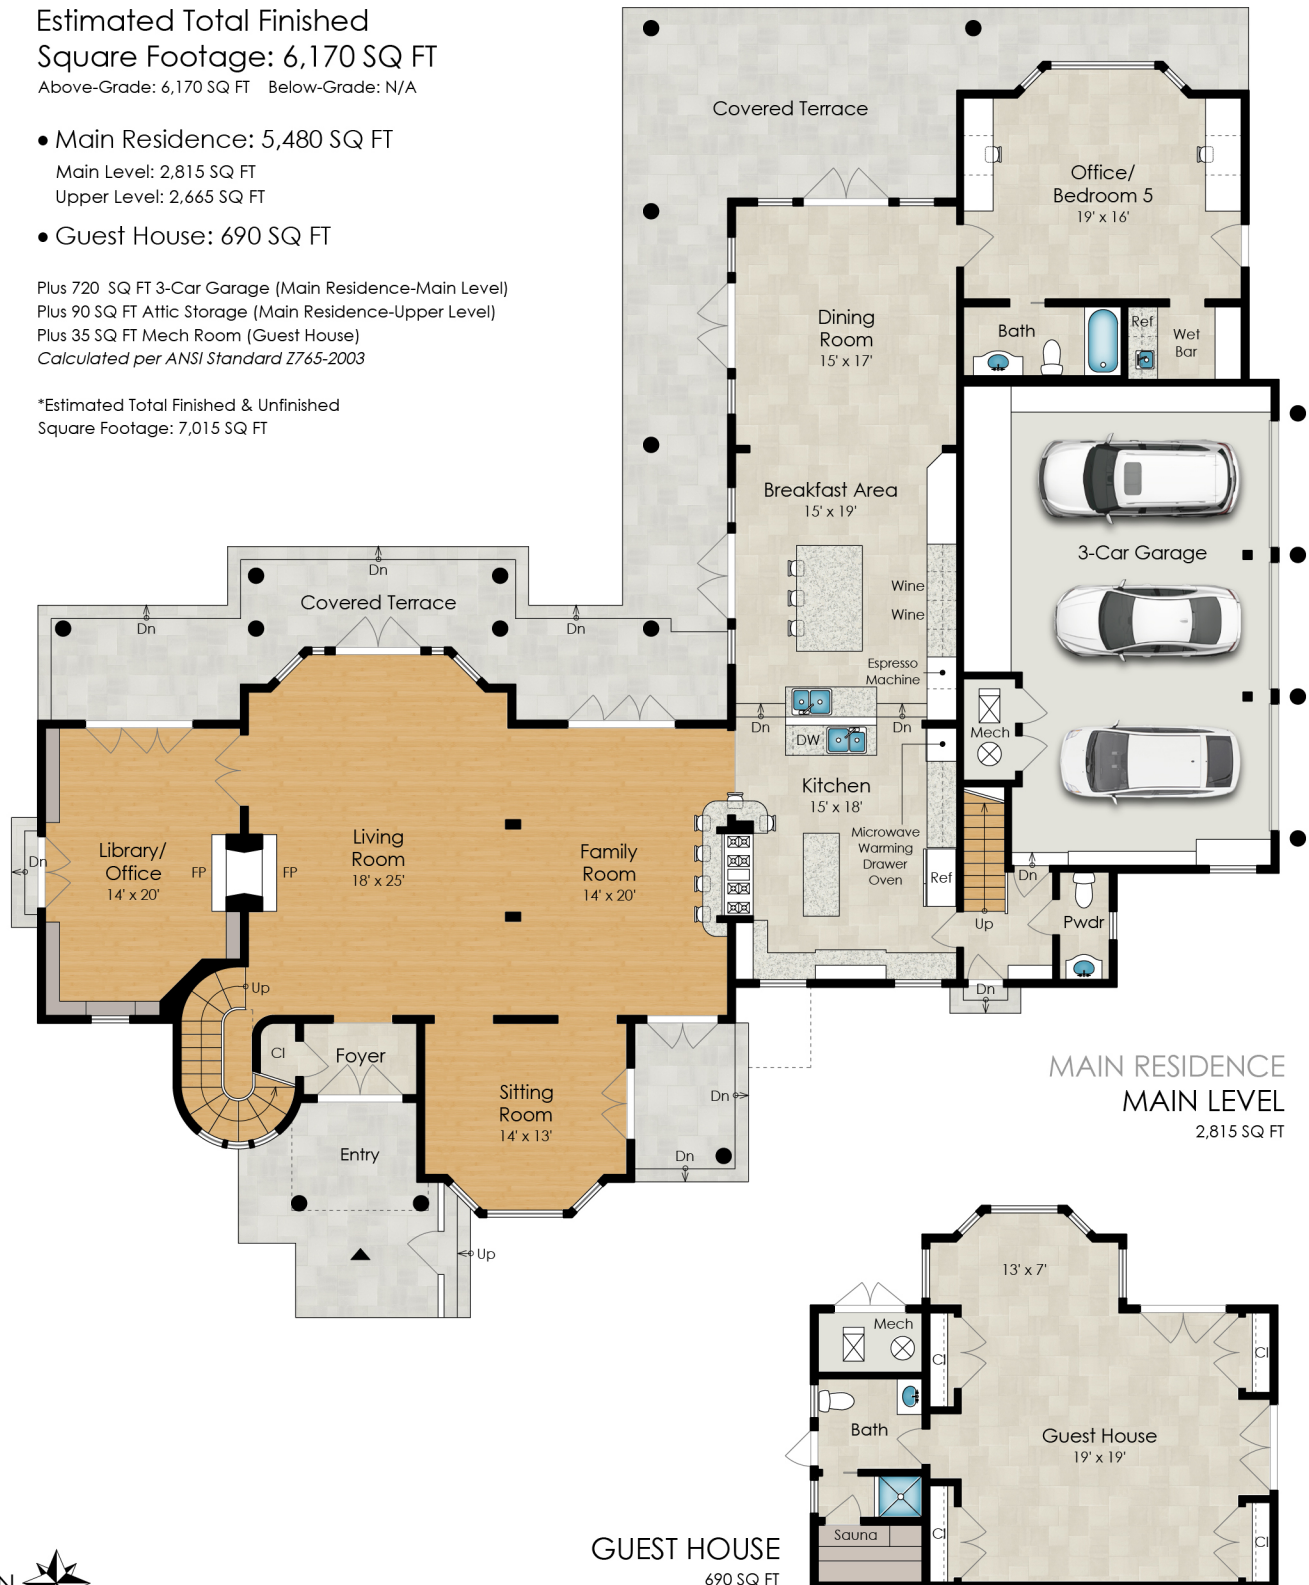 Estimated Total Finished
Square Footage: 6,170 SQ FT
Above-Grade: 6,170 SQ FT Below-Grade: N/A
• Main Residence: 5,480 SQ FT
Main Level: 2,815 SQ FT
Upper Level: 2,665 SQ FT
• Guest House: 690 SQ FT
Plus 720 SQ FT 3-Car Garage (Main Residence-Main Level)
Plus 90 SQ FT Attic Storage (Main Residence-Upper Level)
Plus 35 SQ FT Mech Room (Guest House)
Calculated per ANSI Standard Z765-2003
*Estimated Total Finished & Unfinished
Square Footage: 7,015 SQ FT
Covered Terrace
Office/
Bedroom 5
19' x 16'
Dining
Room
15' x 17'
Bath
Ref
Wet
Bar
Breakfast Area
15' x 19'
3-Car Garage
Wine
Wine
Espresso
Machine
Dn
Covered Terrace
Dn
Dn
Dn
Dn
DW
Mech
Kitchen
15' x 18'
Microwave
Warming
Drawer
Oven
Ref
Dn
Library/
Office
14' x 20'
FP
FP
Living
Room
18' x 25'
Family
Room
14' x 20'
Dn
Up
Pwdr
Dn
Up
Cl
Foyer
Sitting
Room
14' x 13'
Dn
Dn
Entry
Up
MAIN RESIDENCE
MAIN LEVEL
2,815 SQ FT
13' x 7'
Mech
Cl
Cl
Bath
Guest House
19' x 19'
Sauna
Cl
Cl
GUEST HOUSE
690 SQ FT
N